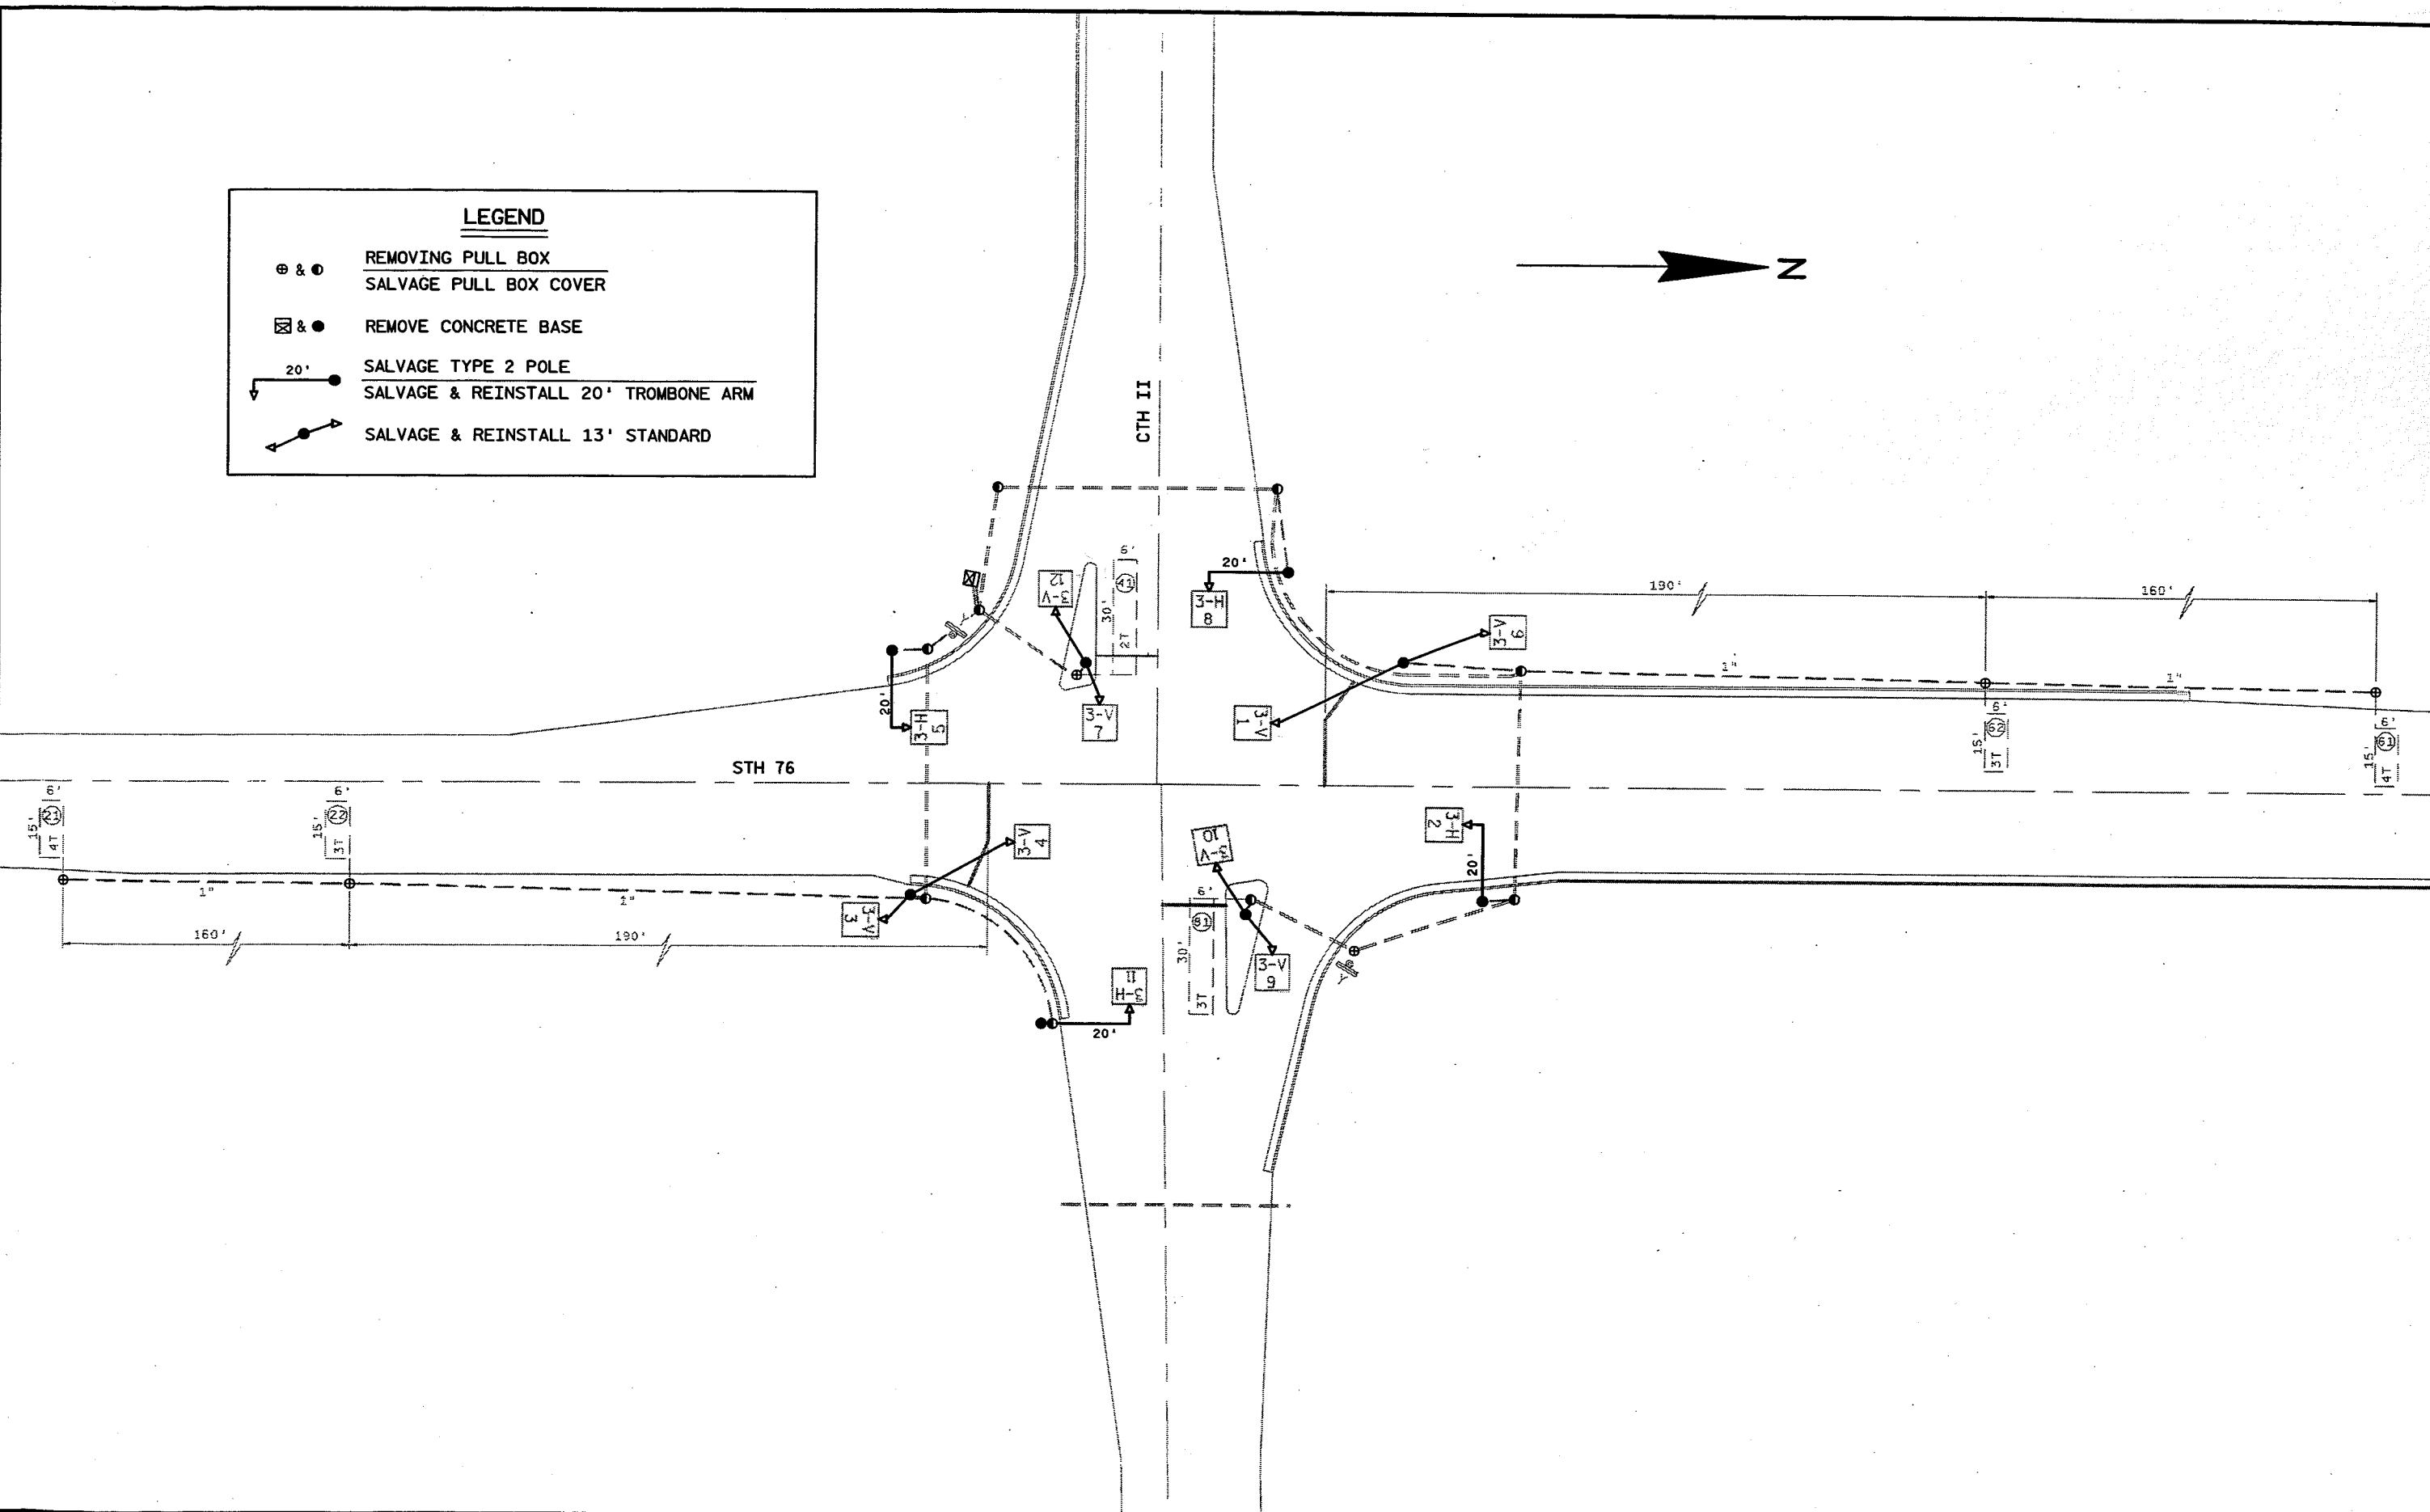 LEGEND
& REMOVING PULL BOX
SALVAGE PULL BOX COVER
& REMOVE CONCRETE BASE
20' SALVAGE TYPE 2 POLE
SALVAGE & REINSTALL 20' TROMBONE ARM
SALVAGE & REINSTALL 13' STANDARD
N
CTH II
STH 76
3-V
12
6'
41
30'
2T
20'
3-H
8
190'
160'
3-V
6
20'
3-H
5
3-V
7
3-V
1
1"
1"
6'
62
15'
3T
6'
61
15'
4T
6'
21
15'
4T
6'
22
15'
3T
3-V
4
3-V
10
3-H
2
20'
1"
1"
3-V
3
160'
190'
6'
81
30'
3T
3-V
9
3-H
11
20'